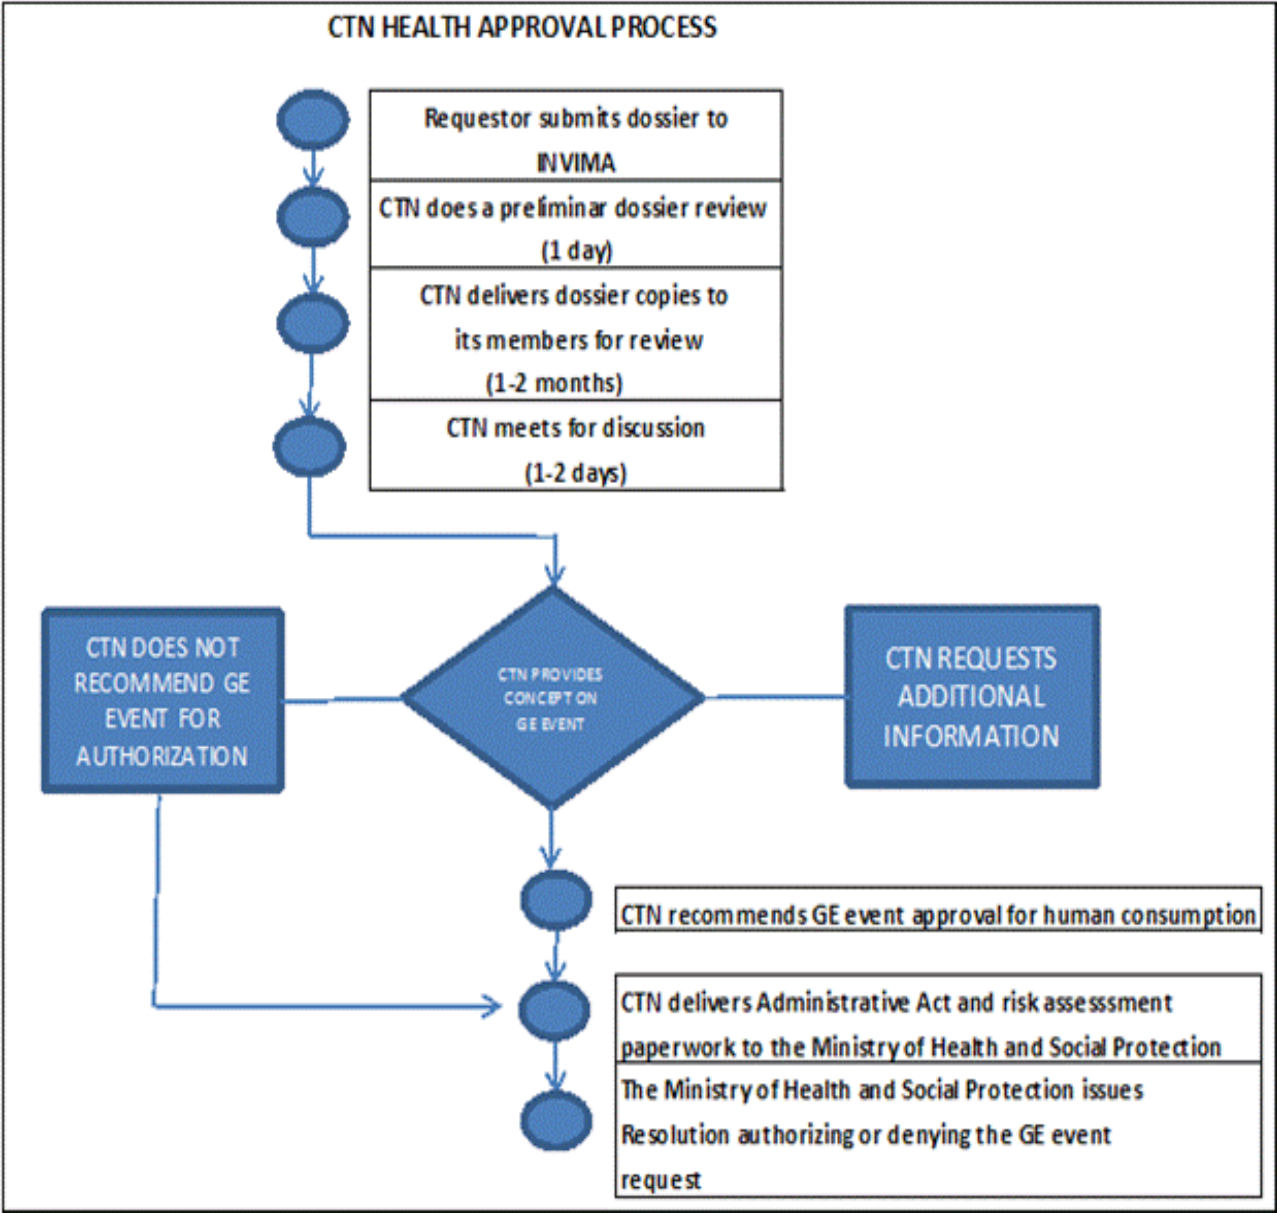 CTN HEALTH APPROVAL PROCESS
Requestor submits dossier to
INVIMA
CTN does a preliminar dossier review
(1 day)
CTN delivers dossier copies to
its members for review
(1-2 months)
CTN meets for discussion
(1-2 days)
CTN DOES NOT
RECOMMEND GE
EVENT FOR
AUTHORIZATION
CTN PROVIDES
CONCEPT ON
GE EVENT
CTN REQUESTS
ADDITIONAL
INFORMATION
CTN recommends GE event approval for human consumption
CTN delivers Administrative Act and risk assesssment
paperwork to the Ministry of Health and Social Protection
The Ministry of Health and Social Protection issues
Resolution authorizing or denying the GE event
request